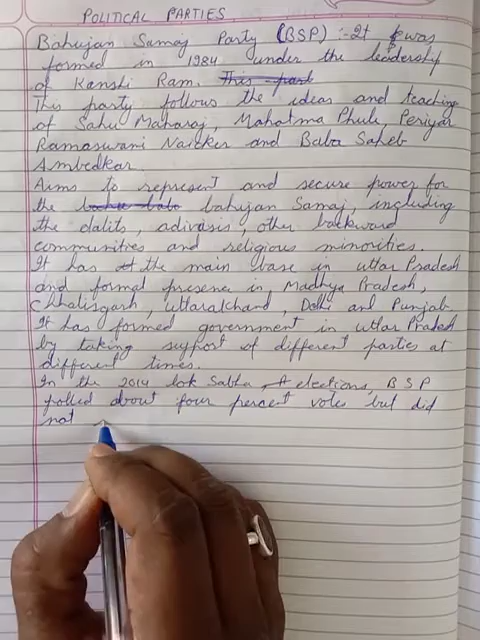 POLITICAL PARTIES
Bahujan Samaj Party (BSP) :- It was
formed in 1984 under the leadership
of Kanshi Ram. This part
This party follows the ideas and teaching
of Sahu Maharaj Mahatma Phule, Periyar
Ramaswani Naicker and Baba Saheb
Ambedkar.
Aims to represent and secure power for
the bahujan Samaj, including
the dalits, adivasis, other backward
communities and religious minorities.
It has the main base in uttar Pradesh
and formal presence in, Madhya Pradesh,
Chhatisgarh, uttarakhand, Delhi and Punjab.
It has formed government in uttar Pradesh
by taking support of different parties at
different times.
In the 2014 lok Sabha, elections, BSP
polled about four percent votes but did
not